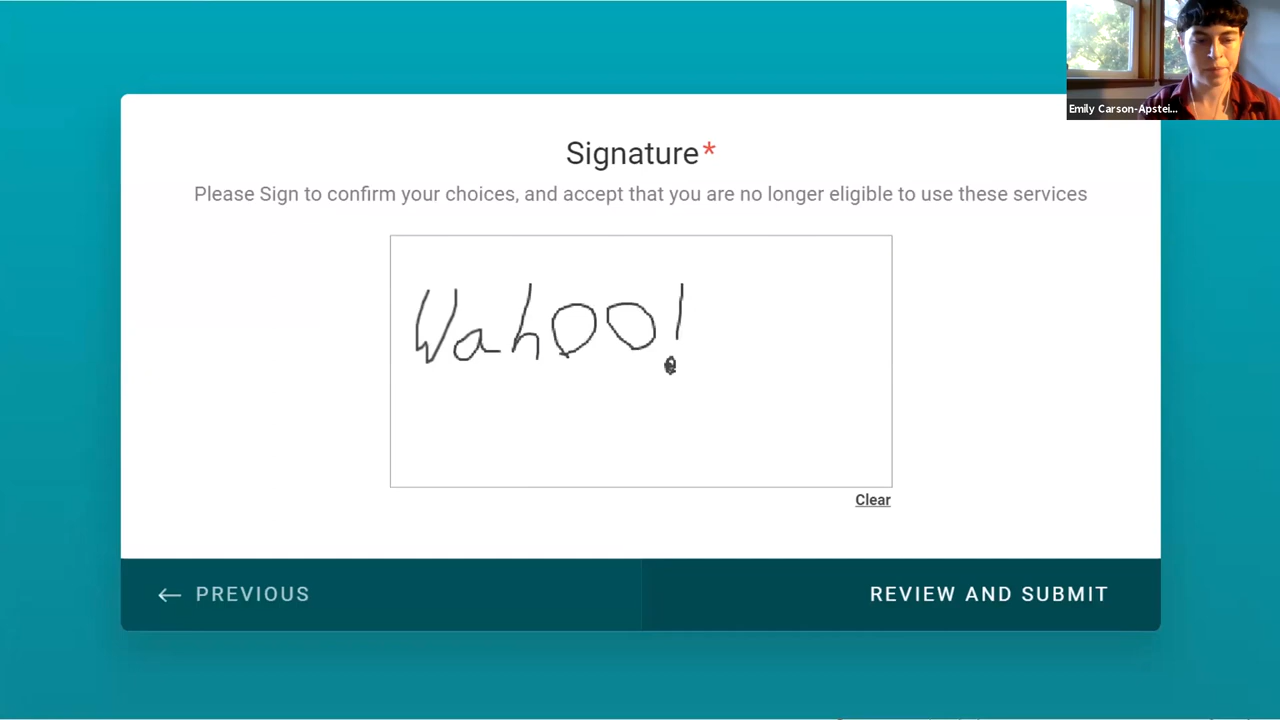 Emily Carson-Apstei...
Signature*
Please Sign to confirm your choices, and accept that you are no longer eligible to use these services
Wahoo!
Clear
← PREVIOUS
REVIEW AND SUBMIT